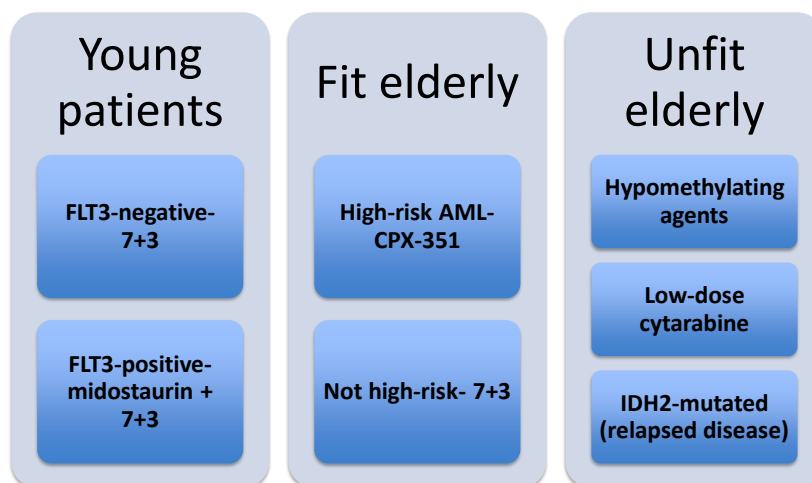 Young
patients
FLT3-negative-
7+3
FLT3-positive-
midostaurin +
7+3
Fit elderly
High-risk AML-
CPX-351
Not high-risk- 7+3
Unfit
elderly
Hypomethylating
agents
Low-dose
cytarabine
IDH2-mutated
(relapsed disease)